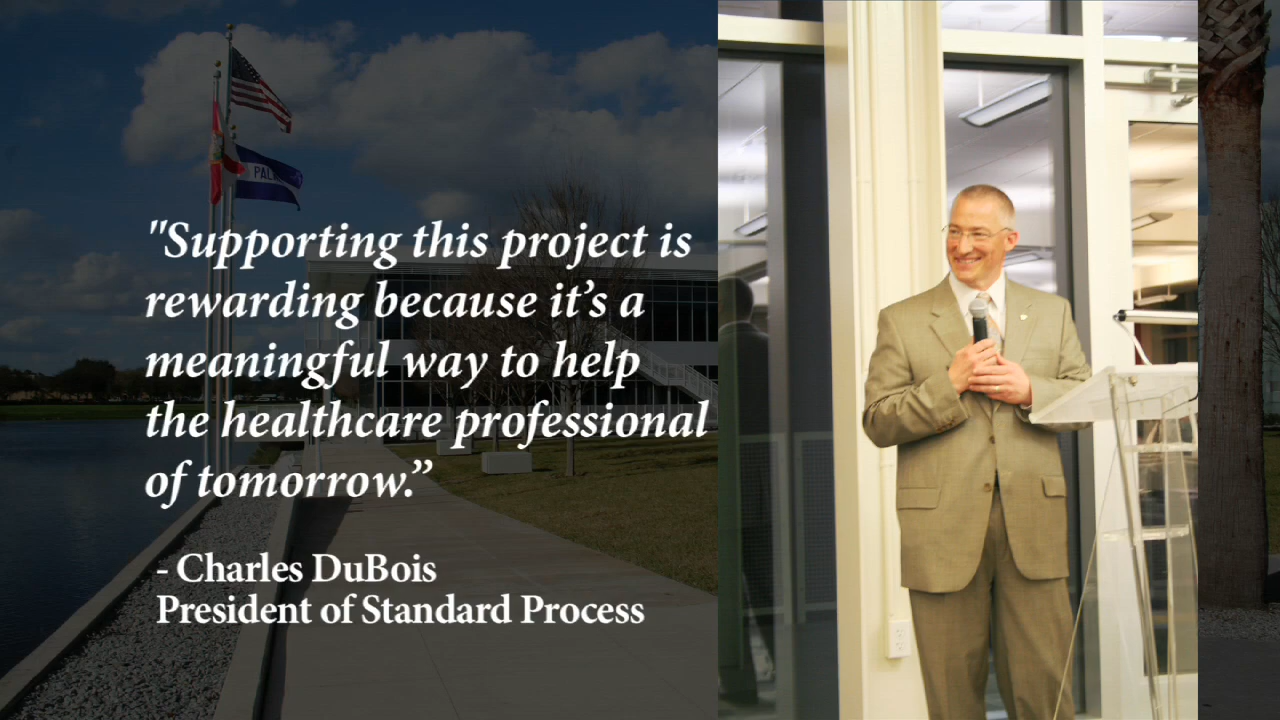 PAL
"Supporting this project is
rewarding because it’s a
meaningful way to help
the healthcare professional
of tomorrow.”
- Charles DuBois
President of Standard Process